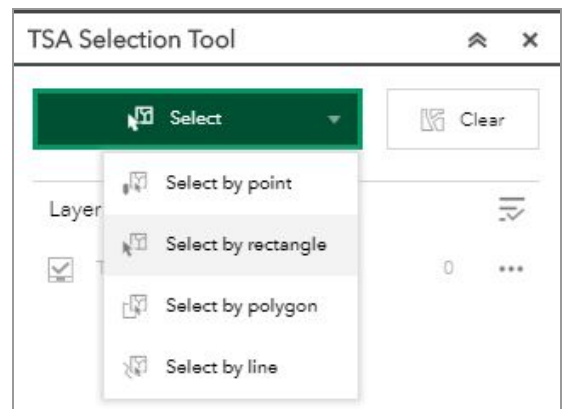 TSA Selection Tool
Select
Clear
Select by point
Layer
Select by rectangle
T
0
Select by polygon
Select by line